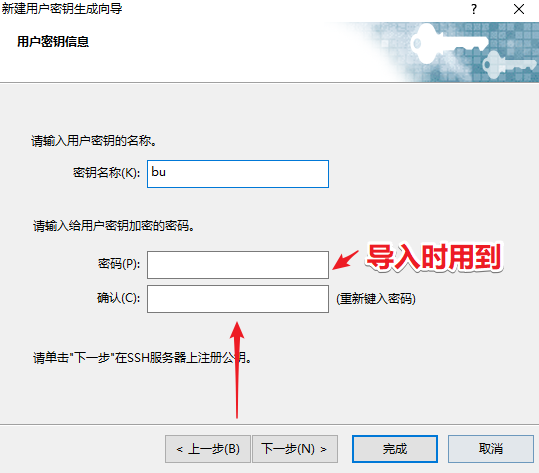 新建用户密钥生成向导
用户密钥信息
请输入用户密钥的名称。
密钥名称(K): bu
请输入给用户密钥加密的密码。
密码(P):
导入时用到
确认(C): (重新键入密码)
请单击"下一步"在SSH服务器上注册公钥。
< 上一步(B) 下一步(N) > 完成 取消